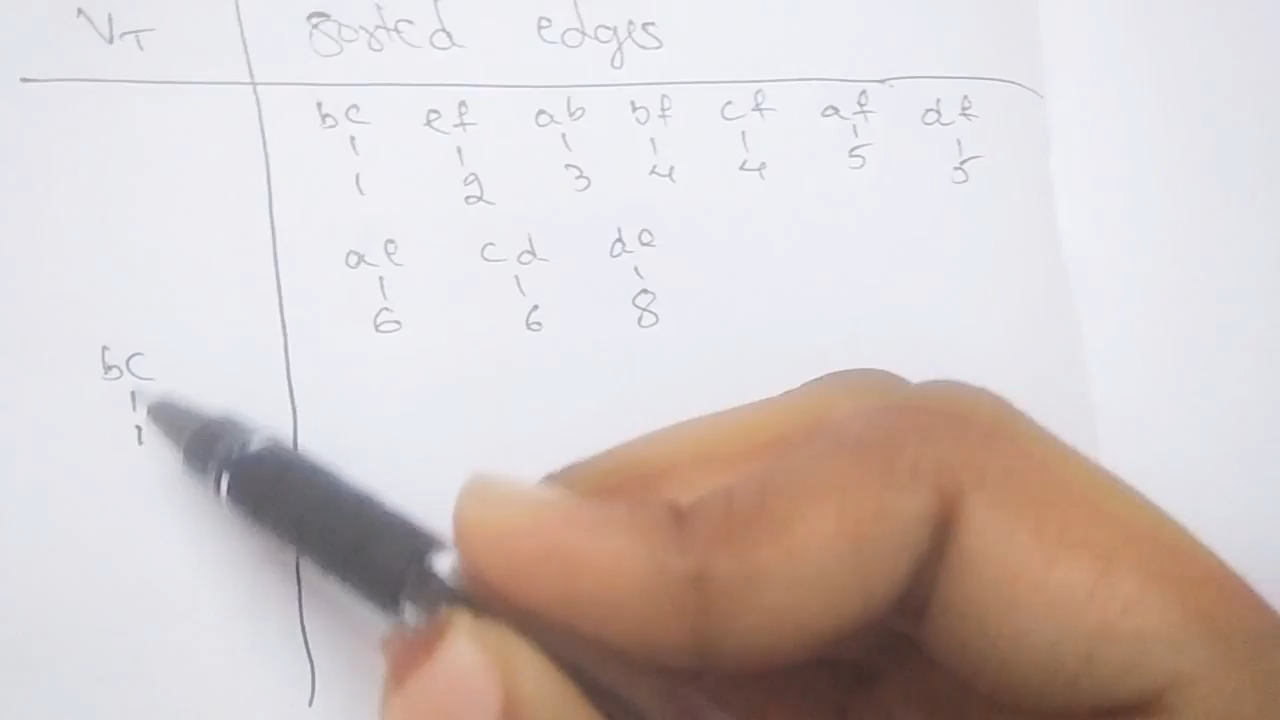 V_T sorted edges
bc ef ab bf cf af df
1 2 3 4 4 5 5
ae cd de
6 6 8
bc
1